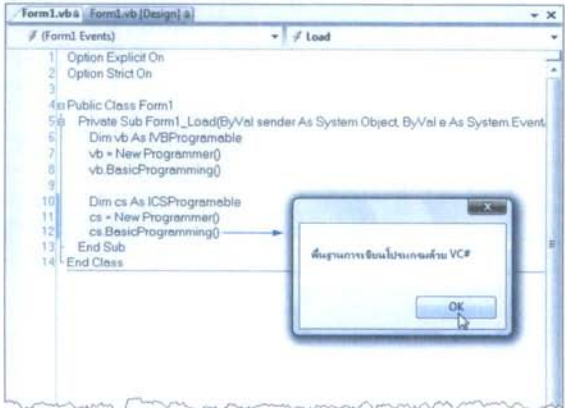 Form1.vb Form1.vb [Design]
(Form1 Events) Load
1 Option Explicit On
2 Option Strict On
3
4 Public Class Form1
5 Private Sub Form1_Load(ByVal sender As System.Object, ByVal e As System.Event
6 Dim vb As IVBProgramable
7 vb = New Programmer()
8 vb.BasicProgramming()
9
10 Dim cs As ICSProgramable
11 cs = New Programmer()
12 cs.BasicProgramming()
13 End Sub
14 End Class
พื้นฐานการเขียนโปรแกรมด้วย VC#
OK